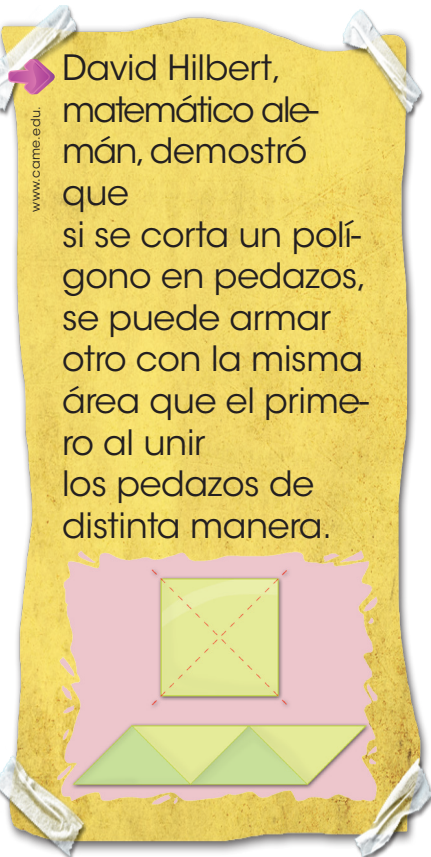 David Hilbert,
matemático ale-
mán, demostró
que
si se corta un polí-
gono en pedazos,
se puede armar
otro con la misma
área que el prime-
ro al unir
los pedazos de
distinta manera.
www.came.edu.